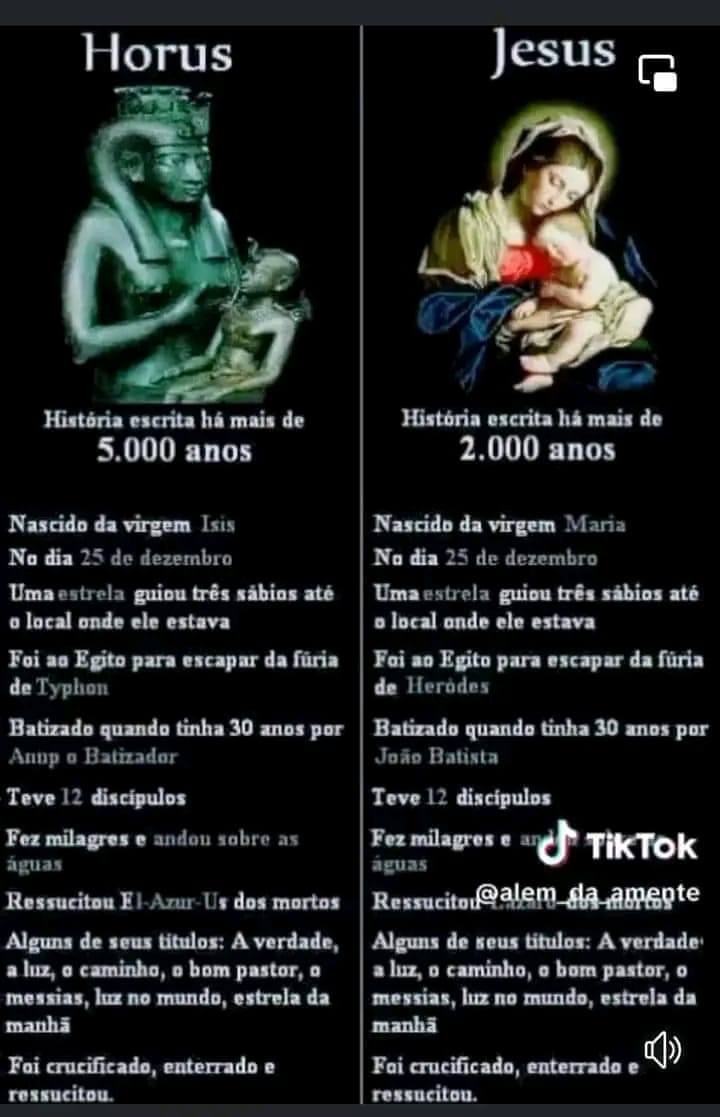 Horus
História escrita há mais de
5.000 anos
Nascido da virgem Isis
No dia 25 de dezembro
Uma estrela guiou três sábios até
o local onde ele estava
Foi ao Egito para escapar da fúria
de Typhon
Batizado quando tinha 30 anos por
Anup o Batizador
Teve 12 discípulos
Fez milagres e andou sobre as
águas
Ressucitou El-Azur-Us dos mortos
Alguns de seus titulos: A verdade,
a luz, o caminho, o bom pastor, o
messias, luz no mundo, estrela da
manhã
Foi crucificado, enterrado e
ressucitou.
Jesus
História escrita há mais de
2.000 anos
Nascido da virgem Maria
No dia 25 de dezembro
Uma estrela guiou três sábios até
o local onde ele estava
Foi ao Egito para escapar da fúria
de Heródes
Batizado quando tinha 30 anos por
João Batista
Teve 12 discípulos
Fez milagres e
águas
Ressucitou dos mortos
Alguns de seus titulos: A verdade
a luz, o caminho, o bom pastor, o
messias, luz no mundo, estrela da
manhã
Foi crucificado, enterrado e
ressucitou.
TikTok
@alem_da_amente